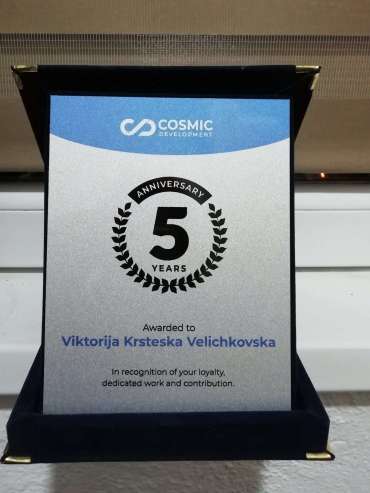 COSMIC
DEVELOPMENT
ANNIVERSARY
5
YEARS
Awarded to
Viktorija Krsteska Velichkovska
In recognition of your loyalty,
dedicated work and contribution.